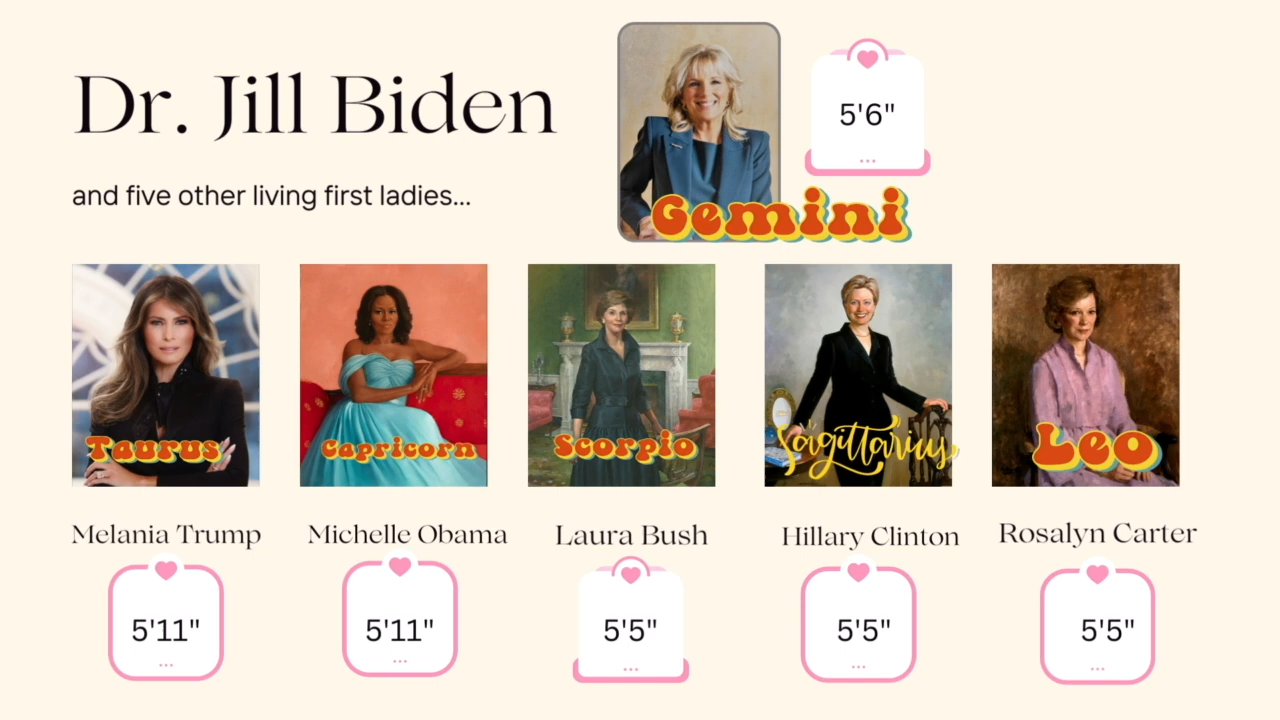 Dr. Jill Biden
5'6"
and five other living first ladies...
Gemini
Taurus
Capricorn
Scorpio
Sagittarius
Leo
Melania Trump
Michelle Obama
Laura Bush
Hillary Clinton
Rosalyn Carter
5'11"
5'11"
5'5"
5'5"
5'5"